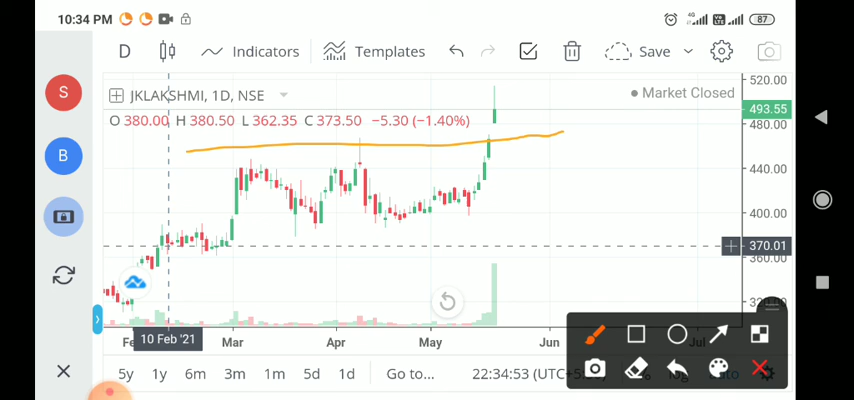 10:34 PM
4G
87
D
Indicators
Templates
Save
S
B
JKLAKSHMI, 1D, NSE
Market Closed
O 380.00 H 380.50 L 362.35 C 373.50 −5.30 (−1.40%)
520.00
493.55
480.00
440.00
400.00
370.01
360.00
10 Feb '21
Mar
Apr
May
Jun
Jul
5y 1y 6m 3m 1m 5d 1d Go to... 22:34:53 (UTC+5: